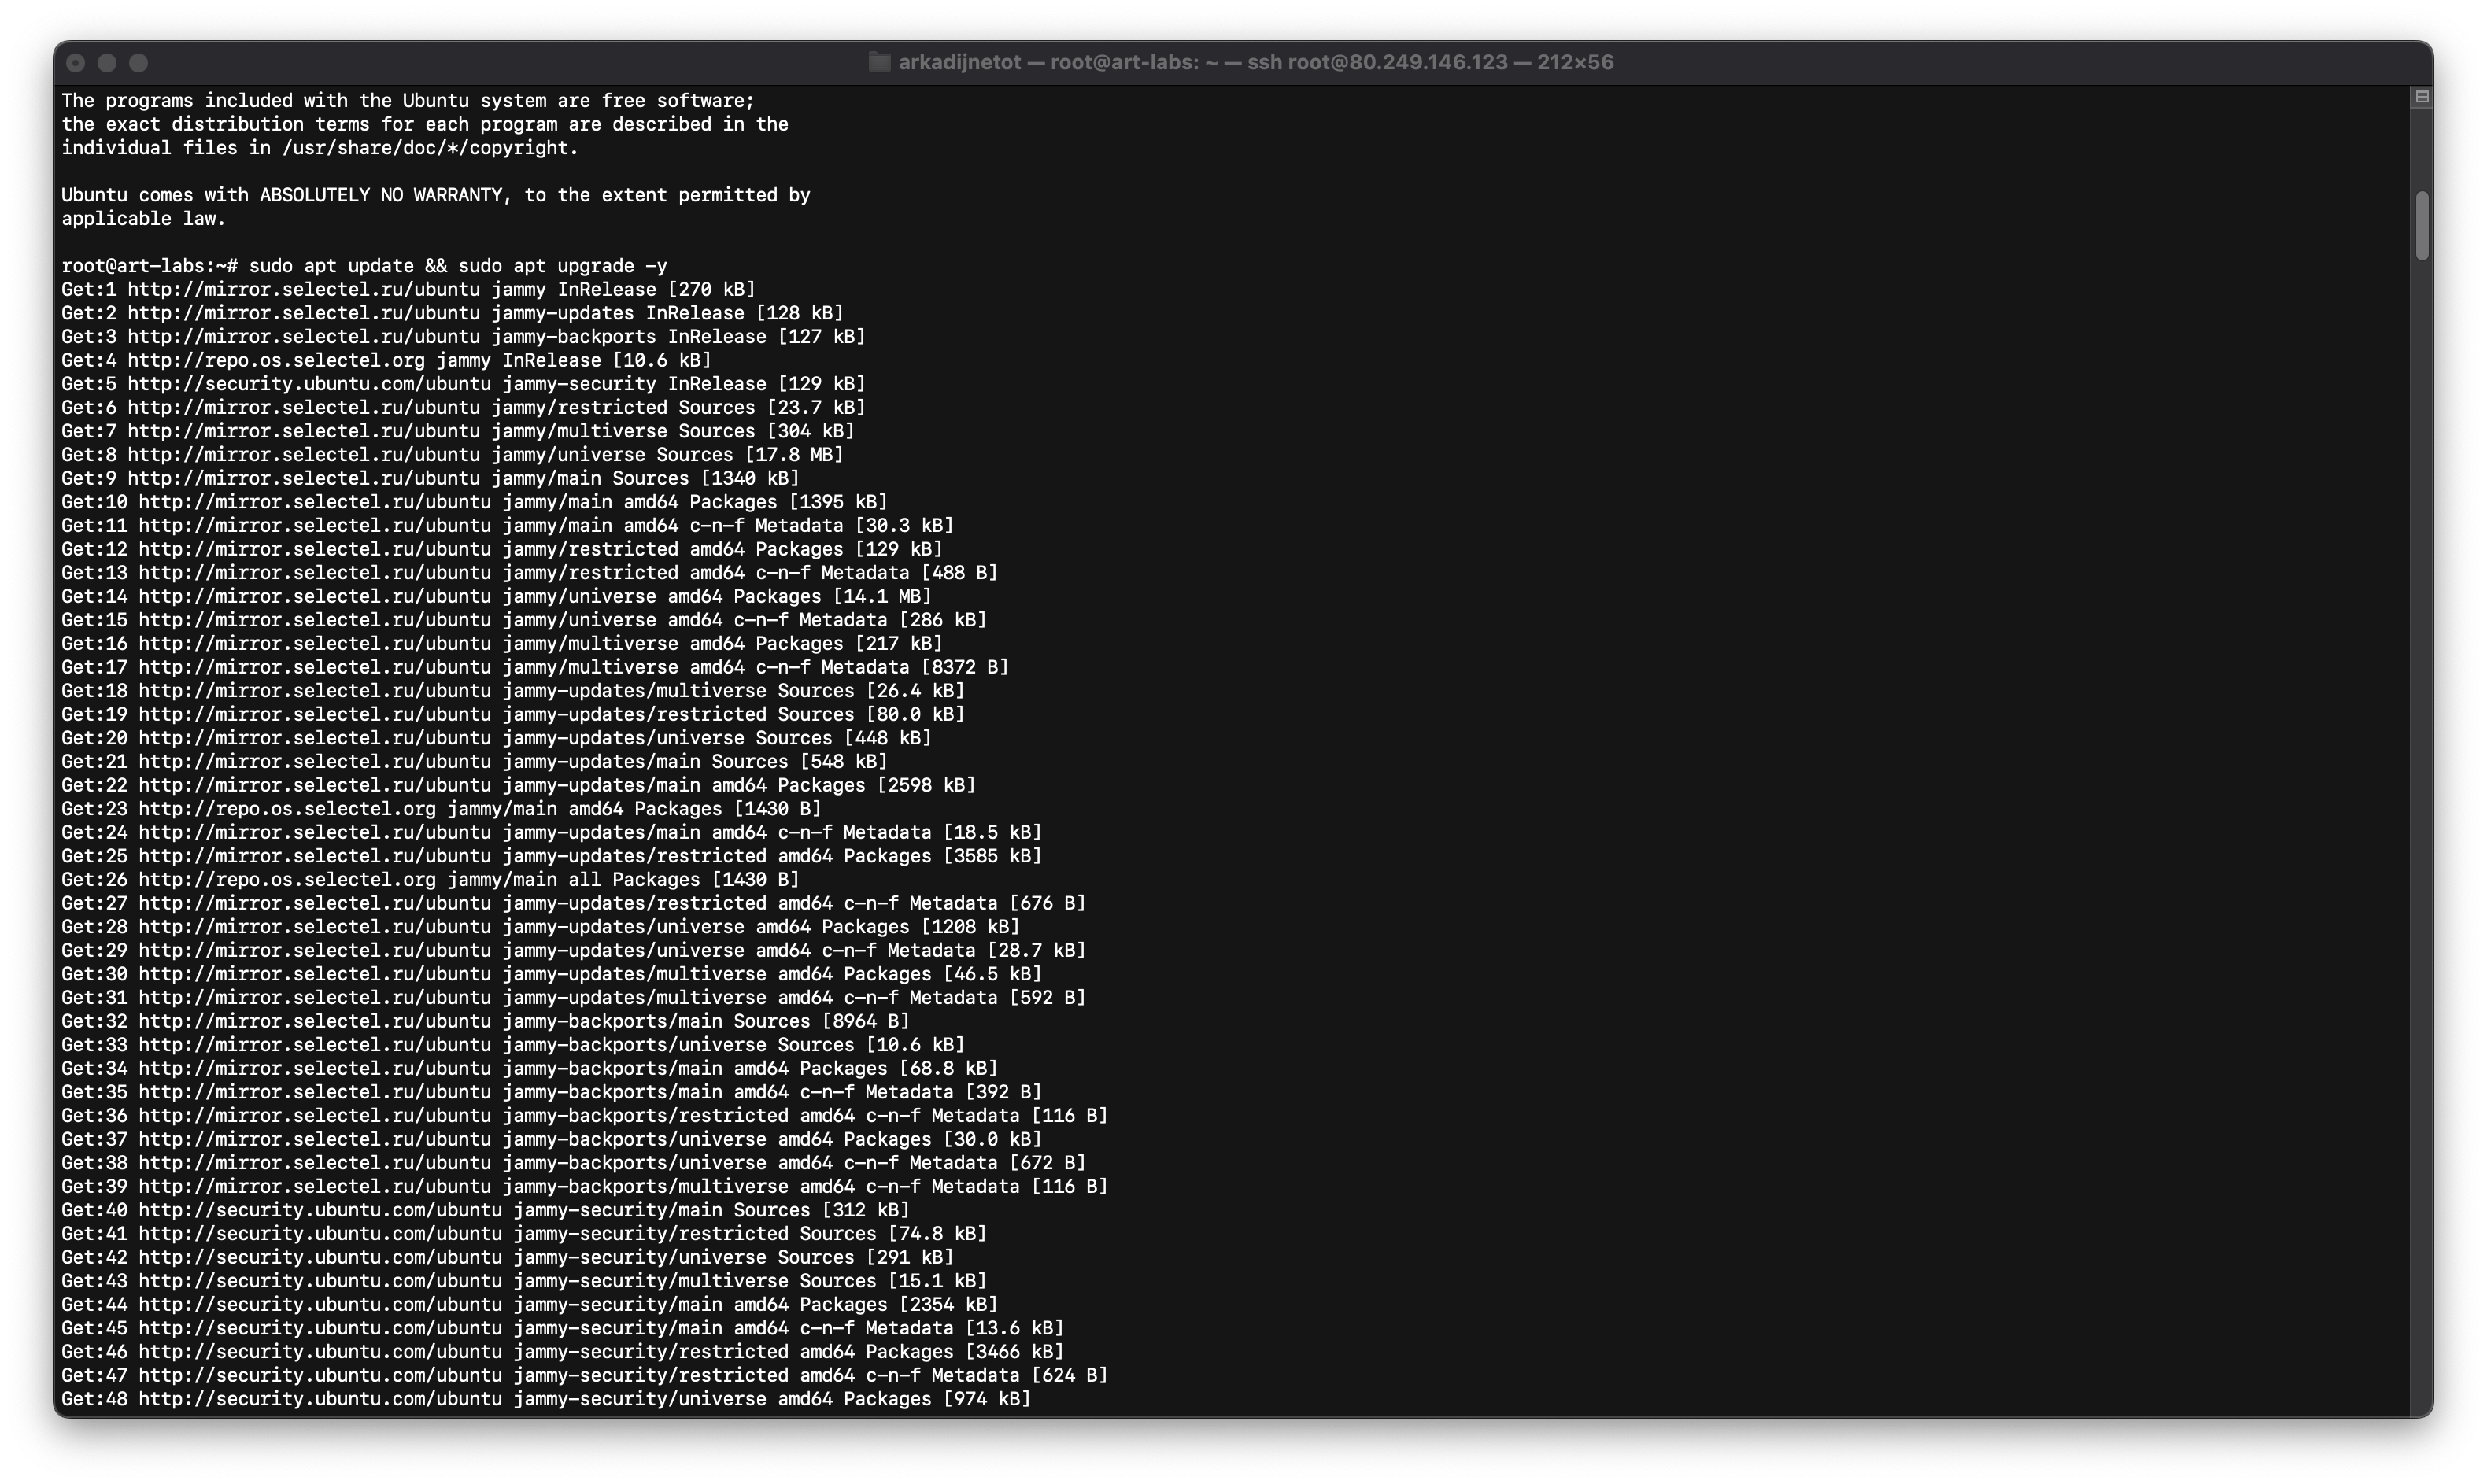 arkadijnetot — root@art-labs: ~ — ssh root@80.249.146.123 — 212×56
The programs included with the Ubuntu system are free software;
the exact distribution terms for each program are described in the
individual files in /usr/share/doc/*/copyright.
Ubuntu comes with ABSOLUTELY NO WARRANTY, to the extent permitted by
applicable law.
root@art-labs:~# sudo apt update && sudo apt upgrade -y
Get:1 http://mirror.selectel.ru/ubuntu jammy InRelease [270 kB]
Get:2 http://mirror.selectel.ru/ubuntu jammy-updates InRelease [128 kB]
Get:3 http://mirror.selectel.ru/ubuntu jammy-backports InRelease [127 kB]
Get:4 http://repo.os.selectel.org jammy InRelease [10.6 kB]
Get:5 http://security.ubuntu.com/ubuntu jammy-security InRelease [129 kB]
Get:6 http://mirror.selectel.ru/ubuntu jammy/restricted Sources [23.7 kB]
Get:7 http://mirror.selectel.ru/ubuntu jammy/multiverse Sources [304 kB]
Get:8 http://mirror.selectel.ru/ubuntu jammy/universe Sources [17.8 MB]
Get:9 http://mirror.selectel.ru/ubuntu jammy/main Sources [1340 kB]
Get:10 http://mirror.selectel.ru/ubuntu jammy/main amd64 Packages [1395 kB]
Get:11 http://mirror.selectel.ru/ubuntu jammy/main amd64 c-n-f Metadata [30.3 kB]
Get:12 http://mirror.selectel.ru/ubuntu jammy/restricted amd64 Packages [129 kB]
Get:13 http://mirror.selectel.ru/ubuntu jammy/restricted amd64 c-n-f Metadata [488 B]
Get:14 http://mirror.selectel.ru/ubuntu jammy/universe amd64 Packages [14.1 MB]
Get:15 http://mirror.selectel.ru/ubuntu jammy/universe amd64 c-n-f Metadata [286 kB]
Get:16 http://mirror.selectel.ru/ubuntu jammy/multiverse amd64 Packages [217 kB]
Get:17 http://mirror.selectel.ru/ubuntu jammy/multiverse amd64 c-n-f Metadata [8372 B]
Get:18 http://mirror.selectel.ru/ubuntu jammy-updates/multiverse Sources [26.4 kB]
Get:19 http://mirror.selectel.ru/ubuntu jammy-updates/restricted Sources [80.0 kB]
Get:20 http://mirror.selectel.ru/ubuntu jammy-updates/universe Sources [448 kB]
Get:21 http://mirror.selectel.ru/ubuntu jammy-updates/main Sources [548 kB]
Get:22 http://mirror.selectel.ru/ubuntu jammy-updates/main amd64 Packages [2598 kB]
Get:23 http://repo.os.selectel.org jammy/main amd64 Packages [1430 B]
Get:24 http://mirror.selectel.ru/ubuntu jammy-updates/main amd64 c-n-f Metadata [18.5 kB]
Get:25 http://mirror.selectel.ru/ubuntu jammy-updates/restricted amd64 Packages [3585 kB]
Get:26 http://repo.os.selectel.org jammy/main all Packages [1430 B]
Get:27 http://mirror.selectel.ru/ubuntu jammy-updates/restricted amd64 c-n-f Metadata [676 B]
Get:28 http://mirror.selectel.ru/ubuntu jammy-updates/universe amd64 Packages [1208 kB]
Get:29 http://mirror.selectel.ru/ubuntu jammy-updates/universe amd64 c-n-f Metadata [28.7 kB]
Get:30 http://mirror.selectel.ru/ubuntu jammy-updates/multiverse amd64 Packages [46.5 kB]
Get:31 http://mirror.selectel.ru/ubuntu jammy-updates/multiverse amd64 c-n-f Metadata [592 B]
Get:32 http://mirror.selectel.ru/ubuntu jammy-backports/main Sources [8964 B]
Get:33 http://mirror.selectel.ru/ubuntu jammy-backports/universe Sources [10.6 kB]
Get:34 http://mirror.selectel.ru/ubuntu jammy-backports/main amd64 Packages [68.8 kB]
Get:35 http://mirror.selectel.ru/ubuntu jammy-backports/main amd64 c-n-f Metadata [392 B]
Get:36 http://mirror.selectel.ru/ubuntu jammy-backports/restricted amd64 c-n-f Metadata [116 B]
Get:37 http://mirror.selectel.ru/ubuntu jammy-backports/universe amd64 Packages [30.0 kB]
Get:38 http://mirror.selectel.ru/ubuntu jammy-backports/universe amd64 c-n-f Metadata [672 B]
Get:39 http://mirror.selectel.ru/ubuntu jammy-backports/multiverse amd64 c-n-f Metadata [116 B]
Get:40 http://security.ubuntu.com/ubuntu jammy-security/main Sources [312 kB]
Get:41 http://security.ubuntu.com/ubuntu jammy-security/restricted Sources [74.8 kB]
Get:42 http://security.ubuntu.com/ubuntu jammy-security/universe Sources [291 kB]
Get:43 http://security.ubuntu.com/ubuntu jammy-security/multiverse Sources [15.1 kB]
Get:44 http://security.ubuntu.com/ubuntu jammy-security/main amd64 Packages [2354 kB]
Get:45 http://security.ubuntu.com/ubuntu jammy-security/main amd64 c-n-f Metadata [13.6 kB]
Get:46 http://security.ubuntu.com/ubuntu jammy-security/restricted amd64 Packages [3466 kB]
Get:47 http://security.ubuntu.com/ubuntu jammy-security/restricted amd64 c-n-f Metadata [624 B]
Get:48 http://security.ubuntu.com/ubuntu jammy-security/universe amd64 Packages [974 kB]